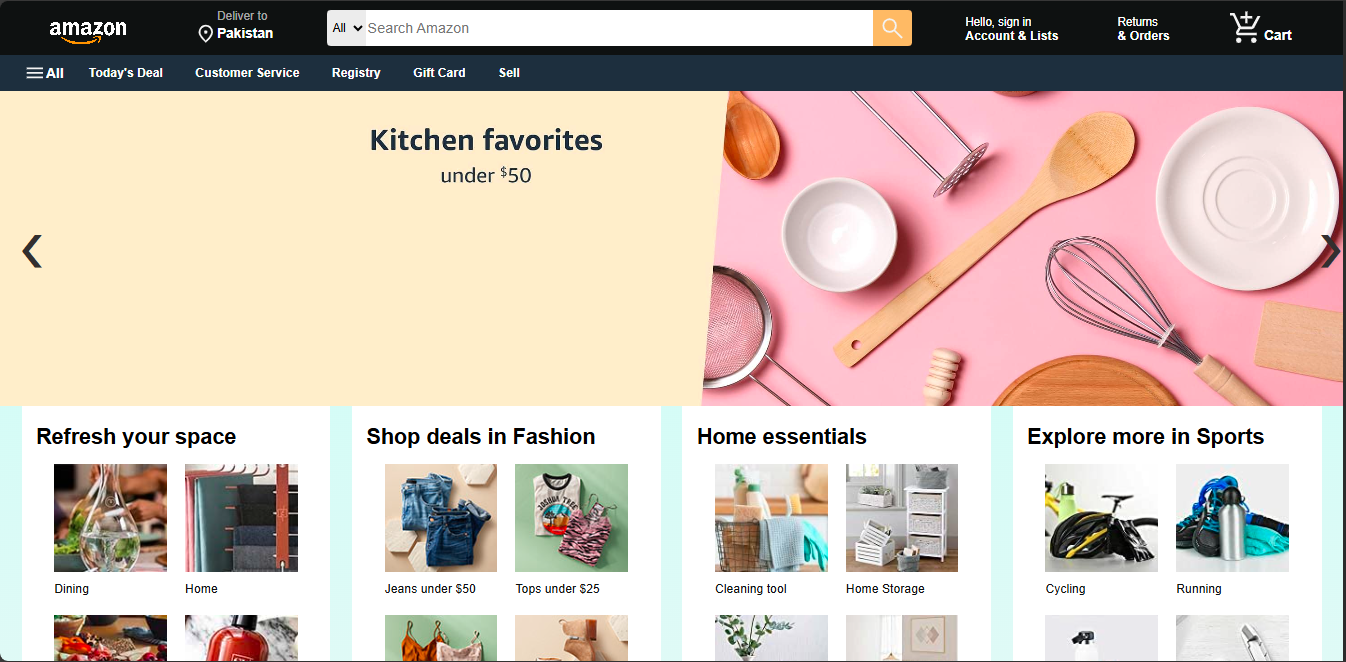 amazon
Deliver to
Pakistan
All
Search Amazon
Hello, sign in
Account & Lists
Returns
& Orders
Cart
All
Today's Deal
Customer Service
Registry
Gift Card
Sell
Kitchen favorites
under $50
Refresh your space
Shop deals in Fashion
Home essentials
Explore more in Sports
JOSHUA TREE
Dining
Home
Jeans under $50
Tops under $25
Cleaning tool
Home Storage
Cycling
Running